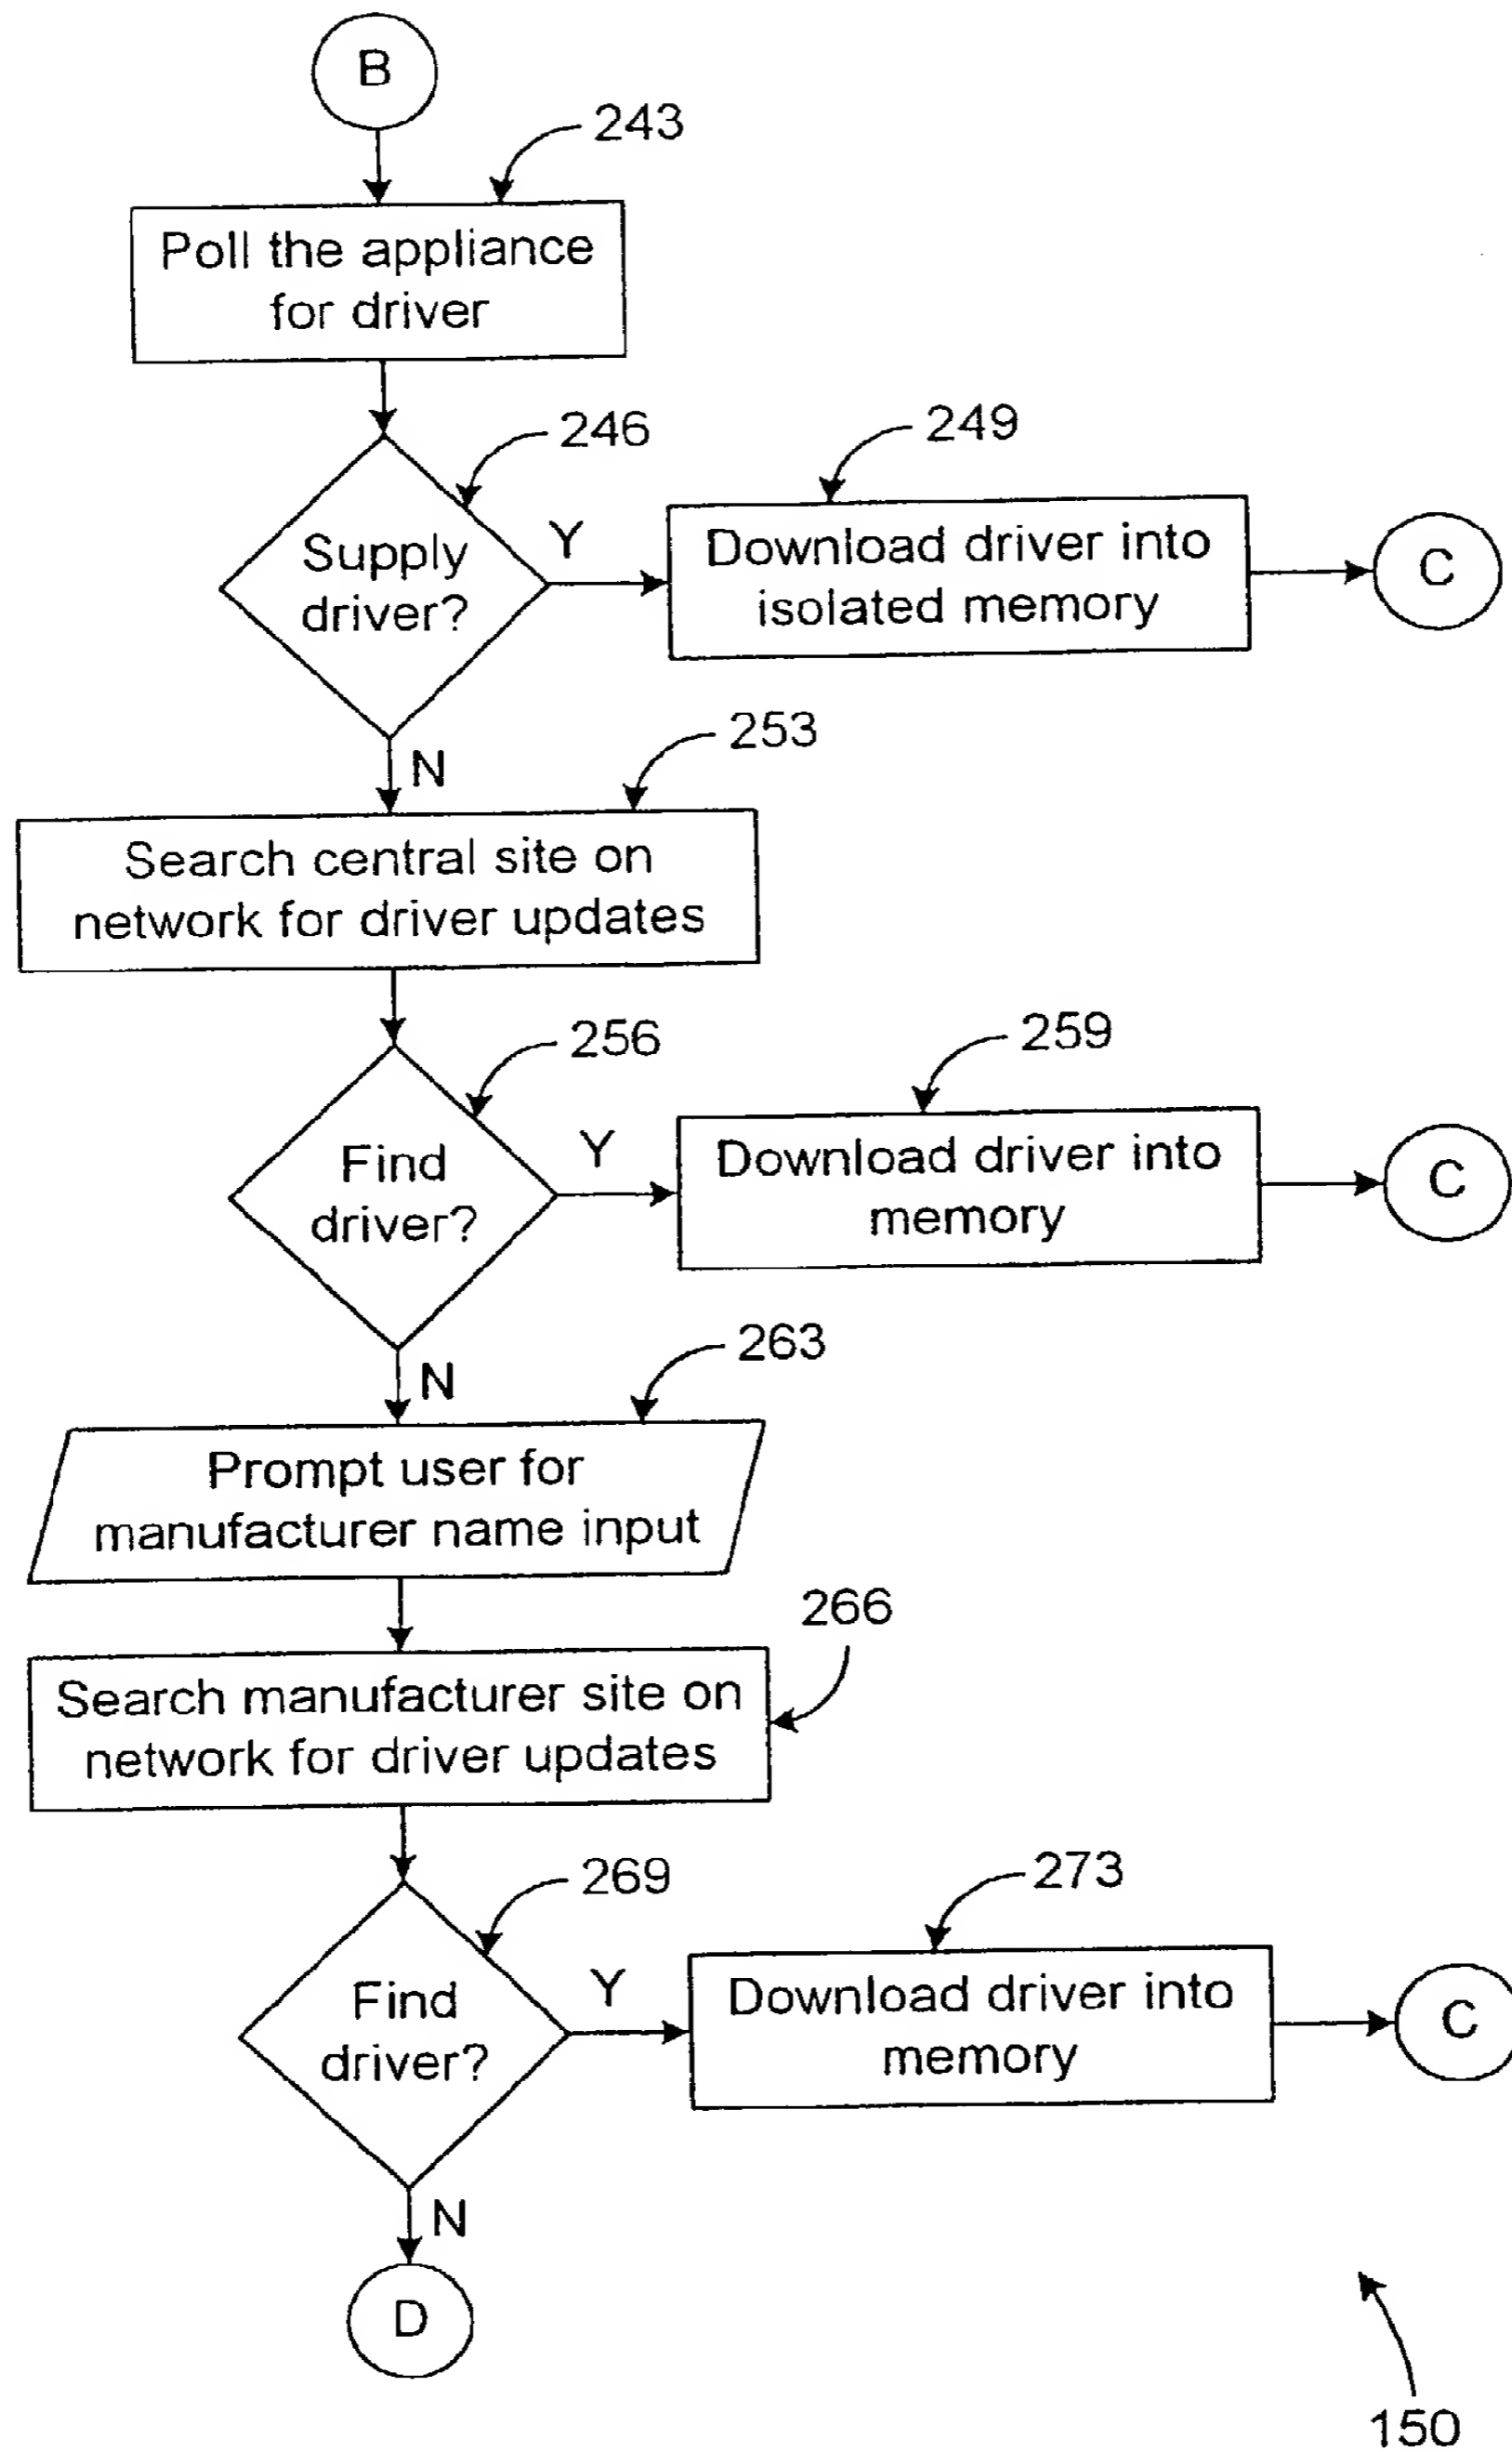 B
243
Poll the appliance
for driver
246
249
Supply
driver?
Y
Download driver into
isolated memory
C
N
253
Search central site on
network for driver updates
256
259
Find
driver?
Y
Download driver into
memory
C
N
263
Prompt user for
manufacturer name input
266
Search manufacturer site on
network for driver updates
269
273
Find
driver?
Y
Download driver into
memory
C
N
D
150